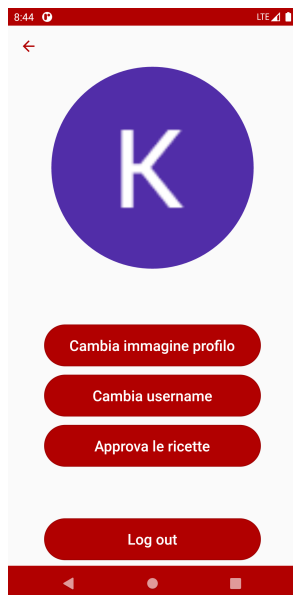 8:44 LTE
K
Cambia immagine profilo
Cambia username
Approva le ricette
Log out